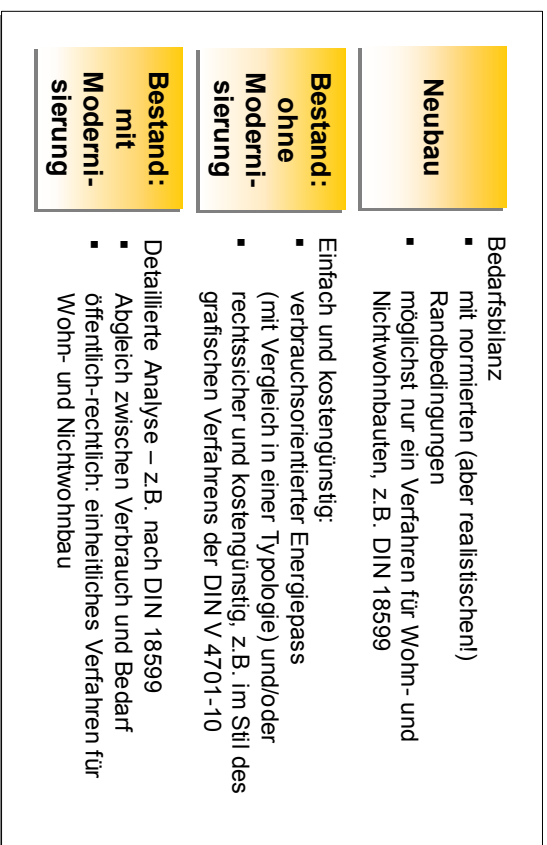 Neubau
Bedarfsbilanz
▪ mit normierten (aber realistischen!)
Randbedingungen
▪ möglichst nur ein Verfahren für Wohn- und
Nichtwohnbauten, z.B. DIN 18599
Bestand:
ohne
Moderni-
sierung
Einfach und kostengünstig:
▪ verbrauchsorientierter Energiepass
(mit Vergleich in einer Typologie) und/oder
▪ rechtssicher und kostengünstig, z.B. im Stil des
grafischen Verfahrens der DIN V 4701-10
Bestand:
mit
Moderni-
sierung
Detaillierte Analyse – z.B. nach DIN 18599
▪ Abgleich zwischen Verbrauch und Bedarf
▪ öffentlich-rechtlich: einheitliches Verfahren für
Wohn- und Nichtwohnbau